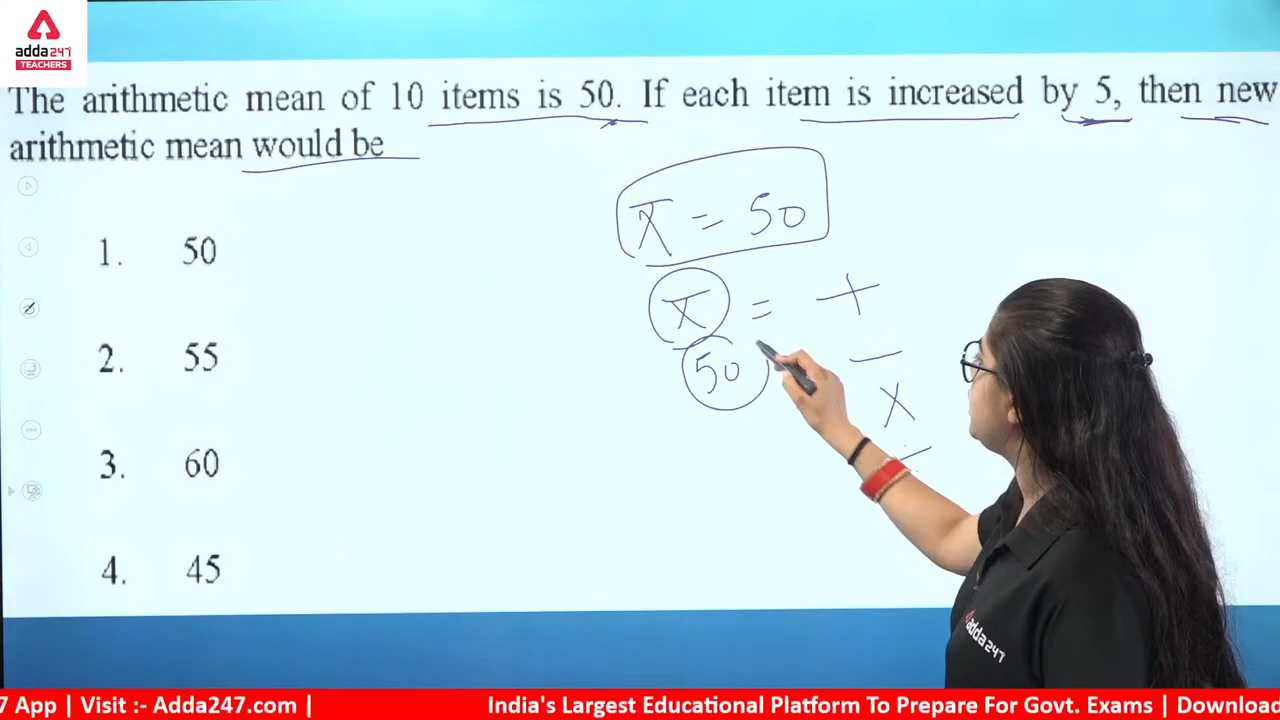 adda247
TEACHERS
The arithmetic mean of 10 items is 50. If each item is increased by 5, then new
arithmetic mean would be
1. 50
2. 55
3. 60
4. 45
x̄ = 50
x̄ = +
50 −
×
÷
adda247
7 App | Visit :- Adda247.com | India's Largest Educational Platform To Prepare For Govt. Exams | Download